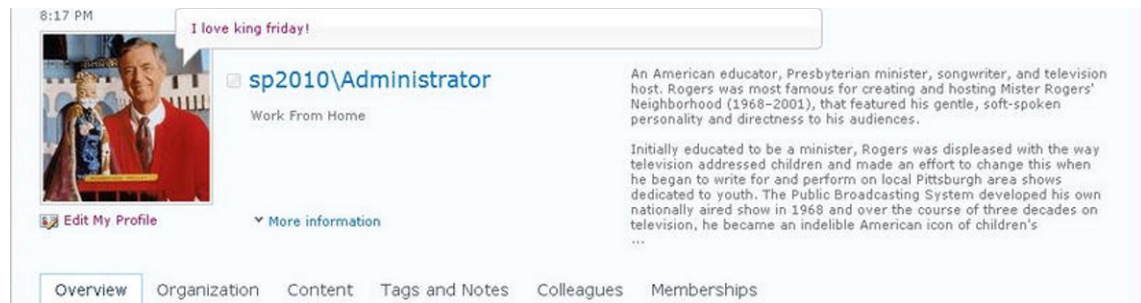 8:17 PM
I love king friday!
sp2010\Administrator
Work From Home
An American educator, Presbyterian minister, songwriter, and television
host. Rogers was most famous for creating and hosting Mister Rogers'
Neighborhood (1968–2001), that featured his gentle, soft-spoken
personality and directness to his audiences.
Initially educated to be a minister, Rogers was displeased with the way
television addressed children and made an effort to change this when
he began to write for and perform on local Pittsburgh area shows
dedicated to youth. The Public Broadcasting System developed his own
nationally aired show in 1968 and over the course of three decades on
television, he became an indelible American icon of children's
...
Edit My Profile
More information
Overview Organization Content Tags and Notes Colleagues Memberships